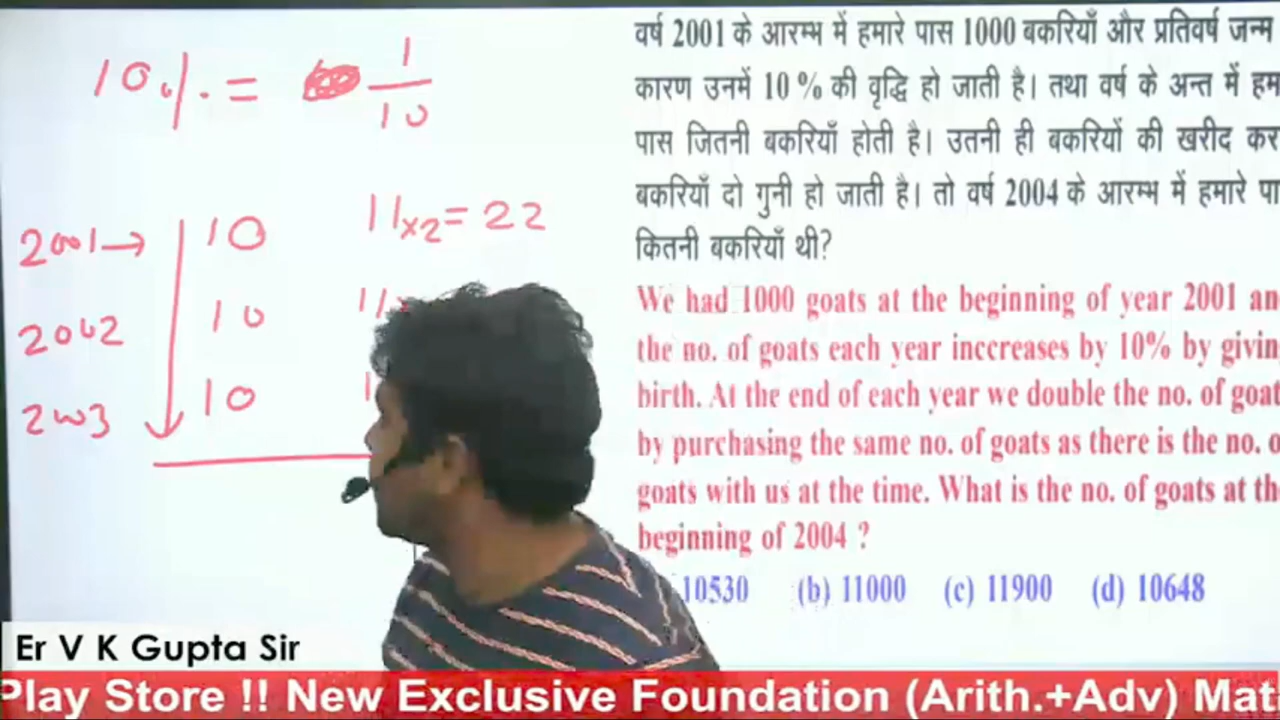 10% = 1/10
2001→ 10 11x2=22
2002 10 11
2003 10 1
वर्ष 2001 के आरम्भ में हमारे पास 1000 बकरियाँ और प्रतिवर्ष जन्म
कारण उनमें 10 % की वृद्धि हो जाती है। तथा वर्ष के अन्त में हम
पास जितनी बकरियाँ होती है। उतनी ही बकरियों की खरीद कर
बकरियाँ दो गुनी हो जाती है। तो वर्ष 2004 के आरम्भ में हमारे पा
कितनी बकरियाँ थी?
We had 1000 goats at the beginning of year 2001 an
the no. of goats each year inccreases by 10% by givin
birth. At the end of each year we double the no. of goat
by purchasing the same no. of goats as there is the no. o
goats with us at the time. What is the no. of goats at th
beginning of 2004 ?
10530 (b) 11000 (c) 11900 (d) 10648
Er V K Gupta Sir
Play Store !! New Exclusive Foundation (Arith.+Adv) Mat